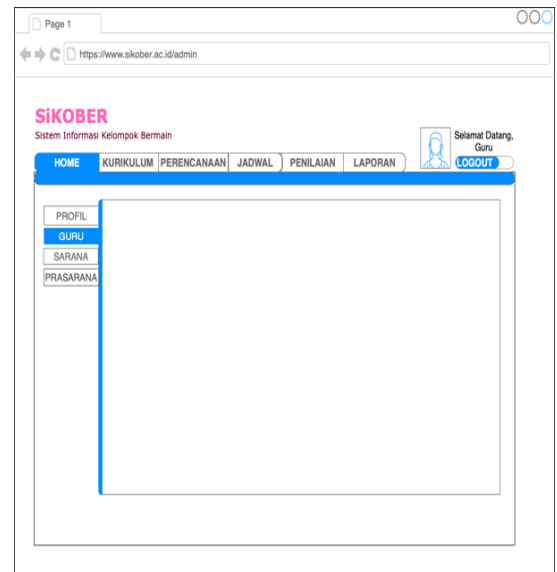 Page 1
https://www.sikober.ac.id/admin
SiKOBER
Sistem Informasi Kelompok Bermain
Selamat Datang,
Guru
LOGOUT
HOME KURIKULUM PERENCANAAN JADWAL PENILAIAN LAPORAN
PROFIL
GURU
SARANA
PRASARANA